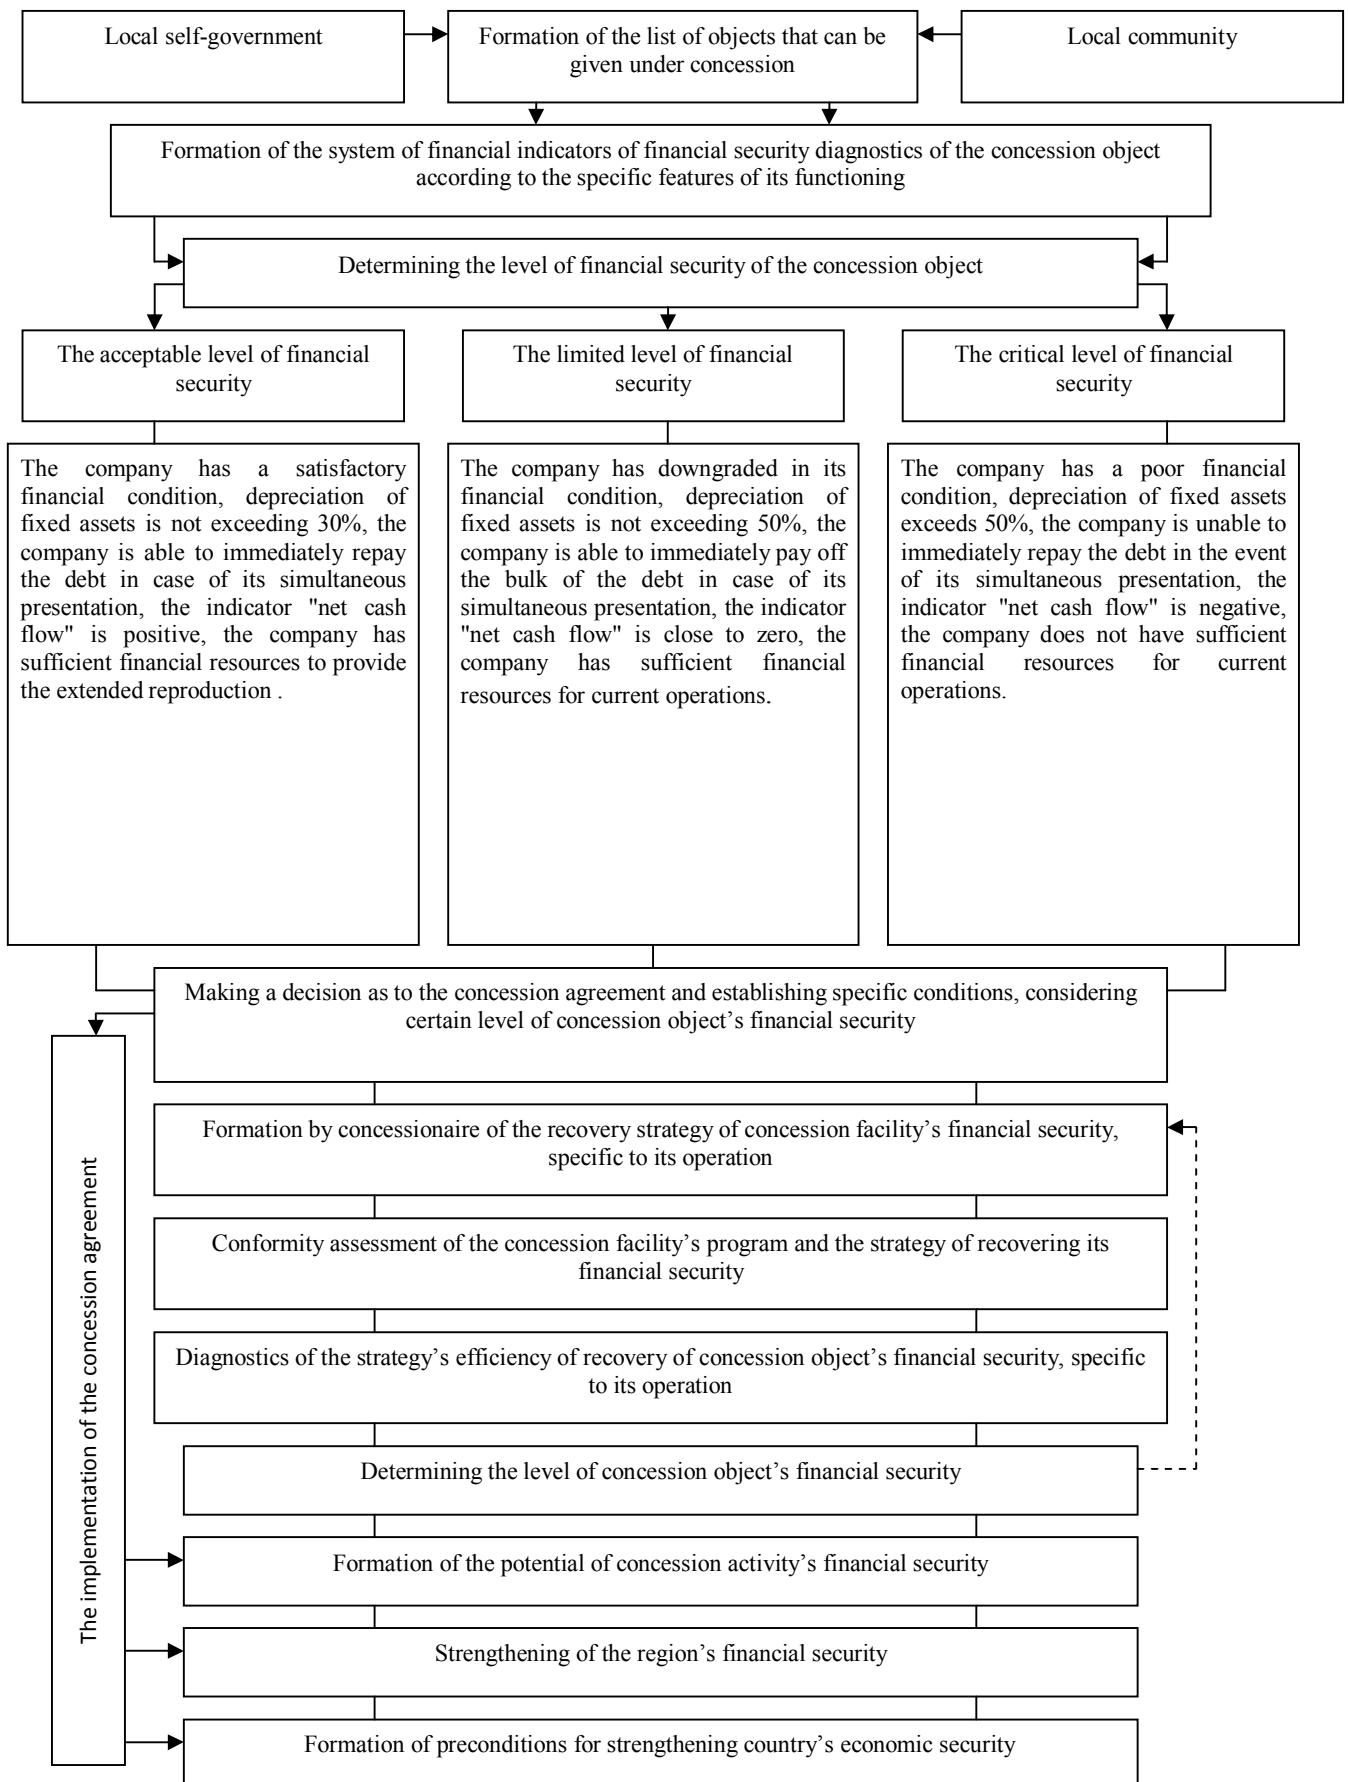 Local self-government
Formation of the list of objects that can be
given under concession
Local community
Formation of the system of financial indicators of financial security diagnostics of the concession object
according to the specific features of its functioning
Determining the level of financial security of the concession object
The acceptable level of financial
security
The limited level of financial
security
The critical level of financial
security
The company has a satisfactory
financial condition, depreciation of
fixed assets is not exceeding 30%, the
company is able to immediately repay
the debt in case of its simultaneous
presentation, the indicator "net cash
flow" is positive, the company has
sufficient financial resources to provide
the extended reproduction .
The company has downgraded in its
financial condition, depreciation of
fixed assets is not exceeding 50%, the
company is able to immediately pay off
the bulk of the debt in case of its
simultaneous presentation, the indicator
"net cash flow" is close to zero, the
company has sufficient financial
resources for current operations.
The company has a poor financial
condition, depreciation of fixed assets
exceeds 50%, the company is unable to
immediately repay the debt in the event
of its simultaneous presentation, the
indicator "net cash flow" is negative,
the company does not have sufficient
financial resources for current
operations.
Making a decision as to the concession agreement and establishing specific conditions, considering
certain level of concession object’s financial security
The implementation of the concession agreement
Formation by concessionaire of the recovery strategy of concession facility’s financial security,
specific to its operation
Conformity assessment of the concession facility’s program and the strategy of recovering its
financial security
Diagnostics of the strategy’s efficiency of recovery of concession object’s financial security, specific
to its operation
Determining the level of concession object’s financial security
Formation of the potential of concession activity’s financial security
Strengthening of the region’s financial security
Formation of preconditions for strengthening country’s economic security